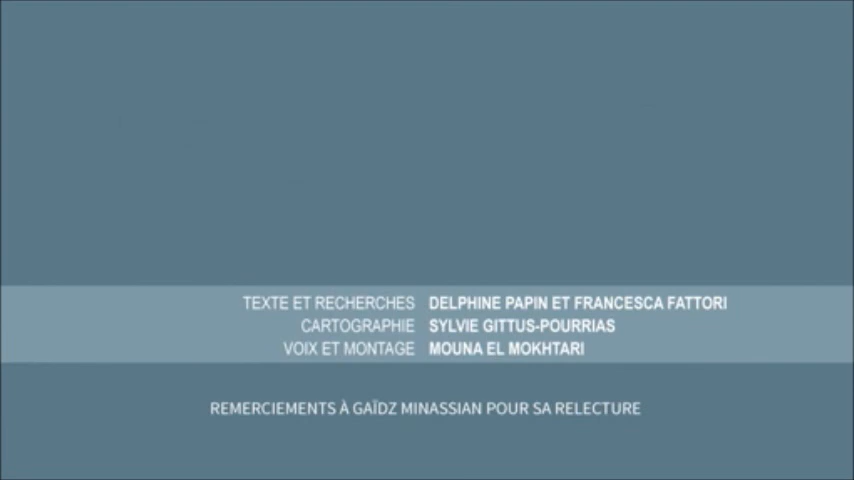 TEXTE ET RECHERCHES DELPHINE PAPIN ET FRANCESCA FATTORI
CARTOGRAPHIE SYLVIE GITTUS-POURRIAS
VOIX ET MONTAGE MOUNA EL MOKHTARI
REMERCIEMENTS À GAÏDZ MINASSIAN POUR SA RELECTURE